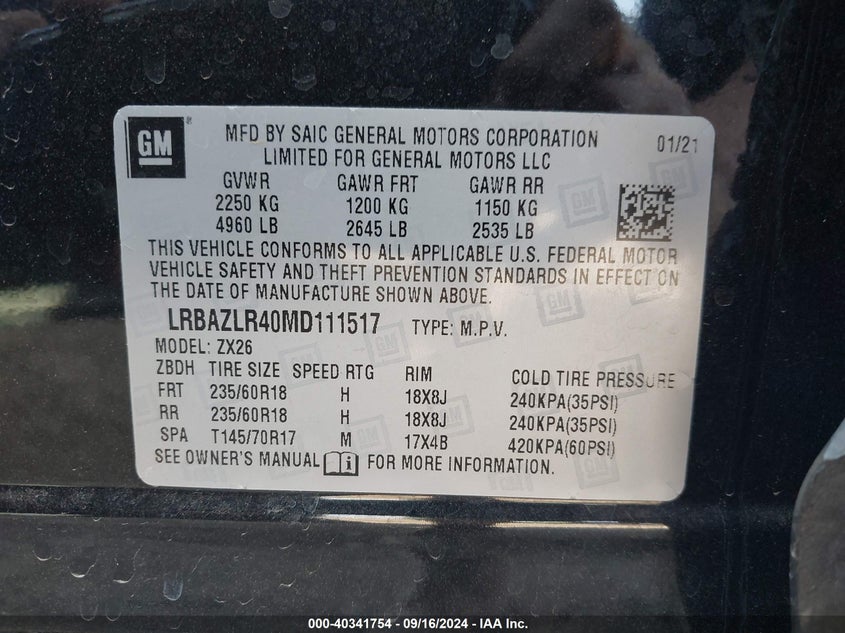 GM ®
MFD BY SAIC GENERAL MOTORS CORPORATION 01/21
LIMITED FOR GENERAL MOTORS LLC
GVWR GAWR FRT GAWR RR
2250 KG 1200 KG 1150 KG
4960 LB 2645 LB 2535 LB
THIS VEHICLE CONFORMS TO ALL APPLICABLE U.S. FEDERAL MOTOR
VEHICLE SAFETY AND THEFT PREVENTION STANDARDS IN EFFECT ON
THE DATE OF MANUFACTURE SHOWN ABOVE.
LRBAZLR40MD111517 TYPE: M.P.V.
MODEL: ZX26
ZBDH TIRE SIZE SPEED RTG RIM COLD TIRE PRESSURE
FRT 235/60R18 H 18X8J 240KPA(35PSI)
RR 235/60R18 H 18X8J 240KPA(35PSI)
SPA T145/70R17 M 17X4B 420KPA(60PSI)
SEE OWNER'S MANUAL FOR MORE INFORMATION.
000-40341754 - 09/16/2024 - IAA Inc.